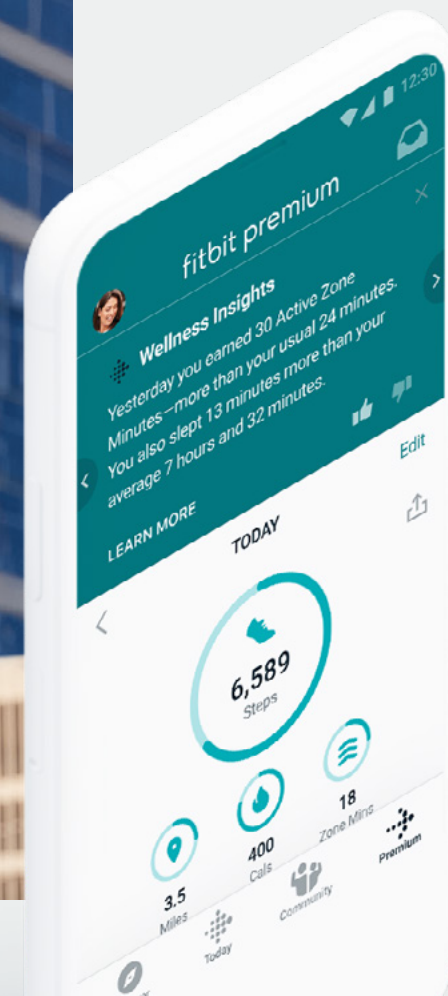 12:30
fitbit premium
Wellness Insights
Yesterday you earned 30 Active Zone
Minutes—more than your usual 24 minutes.
You also slept 13 minutes more than your
average 7 hours and 32 minutes.
LEARN MORE
Edit
TODAY
6,589
Steps
3.5
Miles
400
Cals
18
Zone Mins
Today
Community
Premium